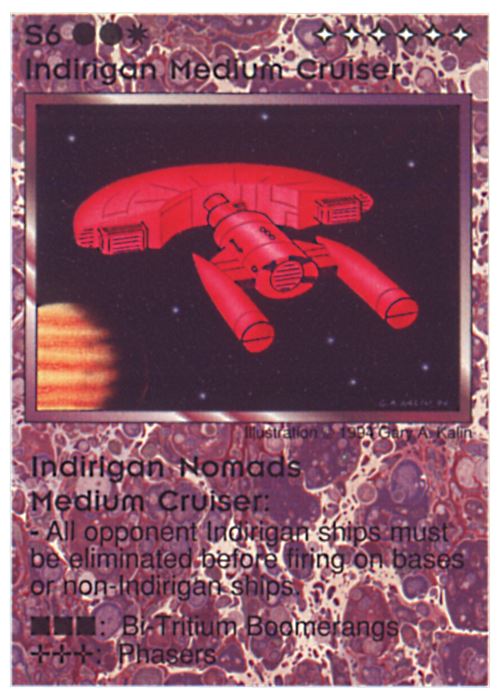 S6
Indirigan Medium Cruiser
Illustration © 1994 Gary A. Kalin
Indirigan Nomads
Medium Cruiser:
- All opponent Indirigan ships must
be eliminated before firing on bases
or non-Indirigan ships.
■■■: Bi-Tritium Boomerangs
✢✢✢: Phasers